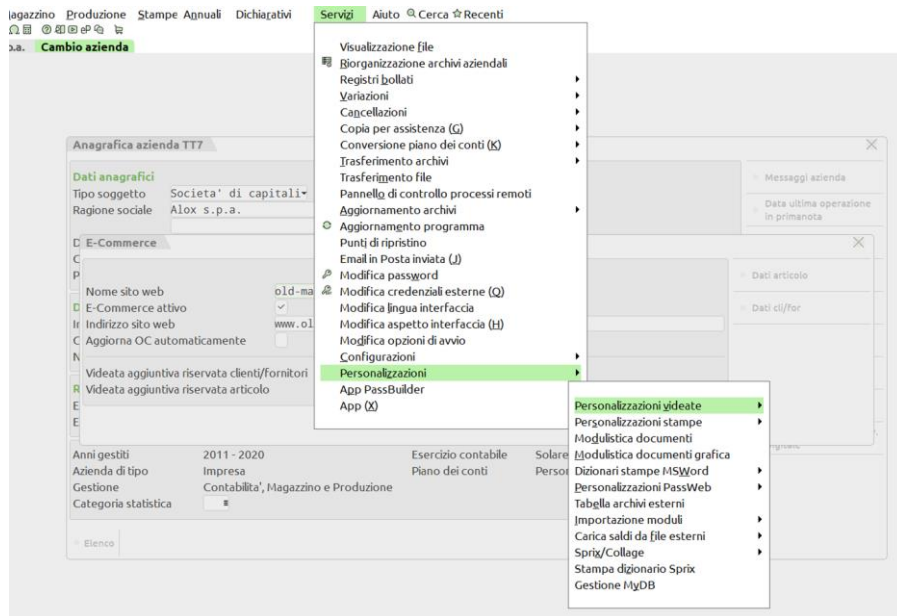 Produzione Stampe Annuali Dichiarativi Servizi Aiuto Cerca Recenti
Cambio azienda
Visualizzazione file
Riorganizzazione archivi aziendali
Registri bollati
Variazioni
Cancellazioni
Copia per assistenza (G)
Conversione piano dei conti (K)
Trasferimento archivi
Trasferimento file
Pannello di controllo processi remoti
Aggiornamento archivi
Aggiornamento programma
Punti di ripristino
Email in Posta inviata (J)
Modifica password
Modifica credenziali esterne (Q)
Modifica lingua interfaccia
Modifica aspetto interfaccia (H)
Modifica opzioni di avvio
Configurazioni
Personalizzazioni
App PassBuilder
App (X)
Personalizzazioni videate
Personalizzazioni stampe
Modulistica documenti
Modulistica documenti grafica
Dizionari stampe MSWord
Personalizzazioni PassWeb
Tabella archivi esterni
Importazione moduli
Carica saldi da file esterni
Sprix/Collage
Stampa dizionario Sprix
Gestione MyDB
Anagrafica azienda TT7
Dati anagrafici
Tipo soggetto Societa' di capitali
Ragione sociale Alox s.p.a.
Messaggi azienda
Data ultima operazione
in primanota
E-Commerce
Nome sito web old-ma
E-Commerce attivo
Indirizzo sito web www.ol
Aggiorna OC automaticamente
Videata aggiuntiva riservata clienti/fornitori
Videata aggiuntiva riservata articolo
Dati articolo
Dati cli/for
Anni gestiti 2011 - 2020 Esercizio contabile Solare
Azienda di tipo Impresa Piano dei conti Person
Gestione Contabilita', Magazzino e Produzione
Categoria statistica
Elenco